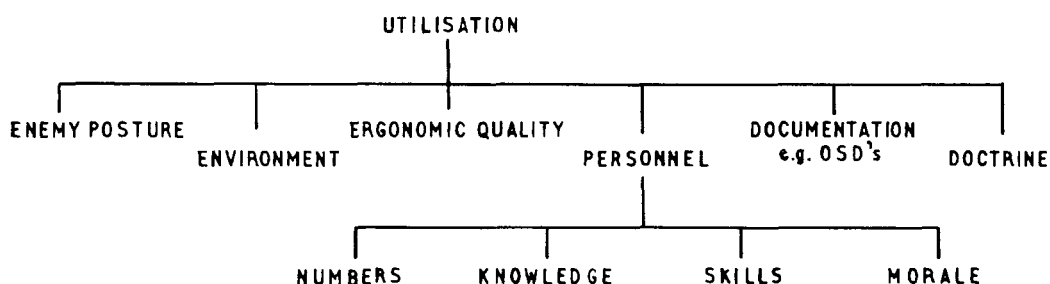 UTILISATION
ENEMY POSTURE
ENVIRONMENT
ERGONOMIC QUALITY
PERSONNEL
DOCUMENTATION
e.g. OSD's
DOCTRINE
NUMBERS
KNOWLEDGE
SKILLS
MORALE